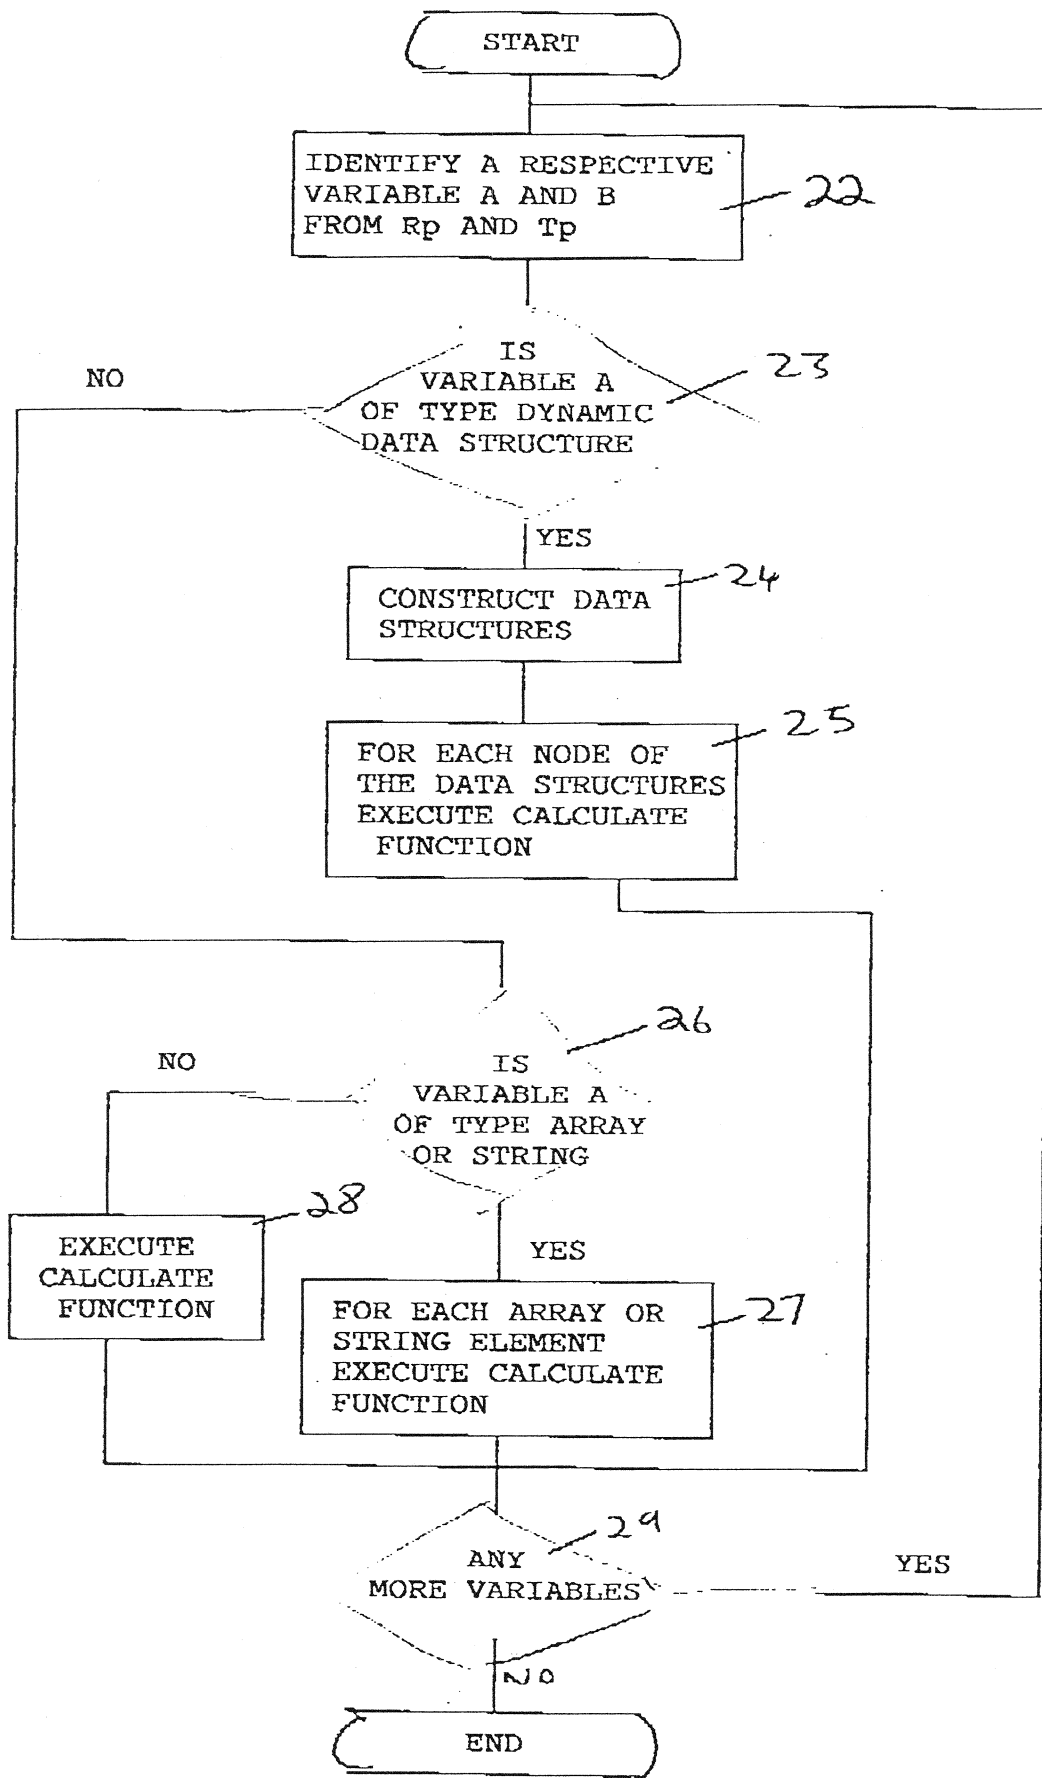 START
IDENTIFY A RESPECTIVE
VARIABLE A AND B
FROM Rp AND Tp
22
IS
VARIABLE A
OF TYPE DYNAMIC
DATA STRUCTURE
23
NO
YES
CONSTRUCT DATA
STRUCTURES
24
FOR EACH NODE OF
THE DATA STRUCTURES
EXECUTE CALCULATE
FUNCTION
25
IS
VARIABLE A
OF TYPE ARRAY
OR STRING
26
NO
EXECUTE
CALCULATE
FUNCTION
28
YES
FOR EACH ARRAY OR
STRING ELEMENT
EXECUTE CALCULATE
FUNCTION
27
ANY
MORE VARIABLES
29
YES
NO
END